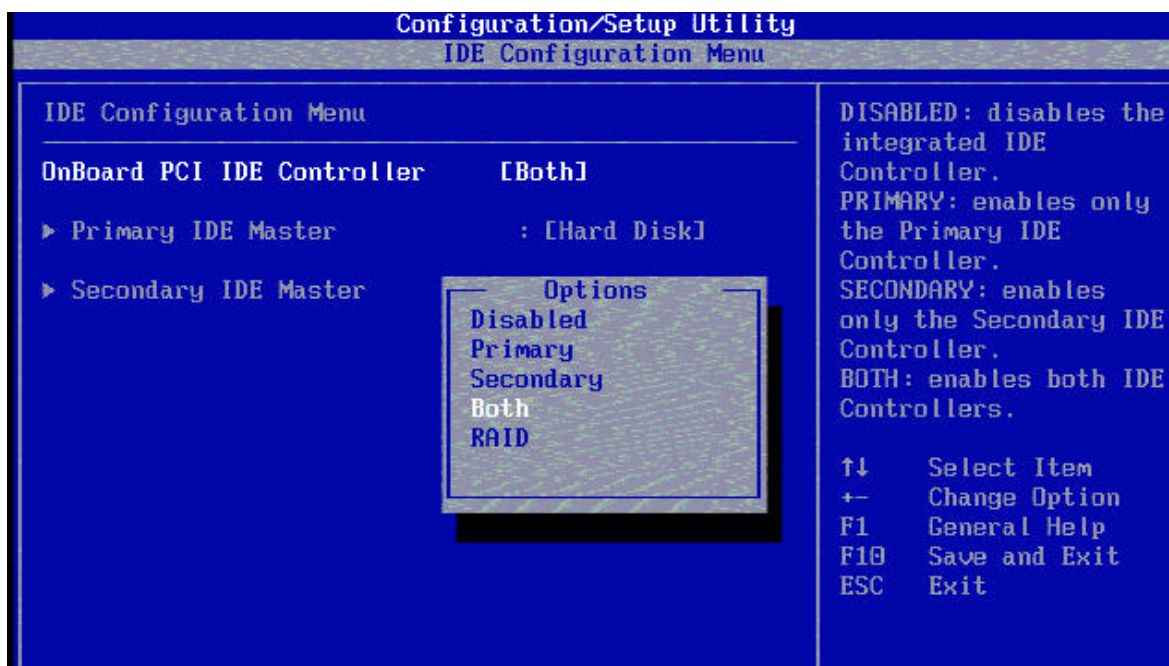 Configuration/Setup Utility
IDE Configuration Menu
IDE Configuration Menu
OnBoard PCI IDE Controller [Both]
▶ Primary IDE Master : [Hard Disk]
▶ Secondary IDE Master
Options
Disabled
Primary
Secondary
Both
RAID
DISABLED: disables the
integrated IDE
Controller.
PRIMARY: enables only
the Primary IDE
Controller.
SECONDARY: enables
only the Secondary IDE
Controller.
BOTH: enables both IDE
Controllers.
↑↓ Select Item
+- Change Option
F1 General Help
F10 Save and Exit
ESC Exit